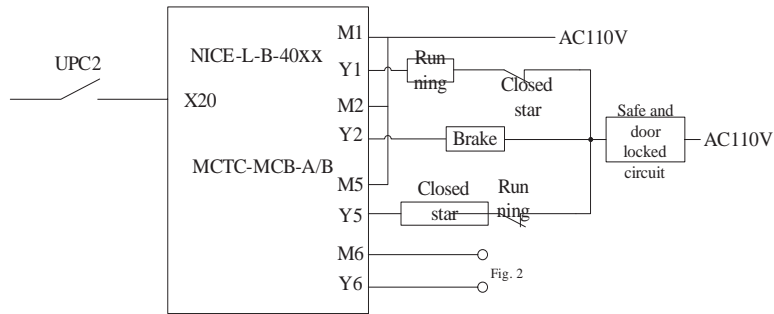 M1
AC110V
NICE-L-B-40XX
Run
ning
UPC2
Y1
Closed
star
X20
M2
Safe and
door
locked
circuit
Y2
Brake
AC110V
MCTC-MCB-A/B
M5
Closed
star
Run
ning
Y5
M6
Fig. 2
Y6